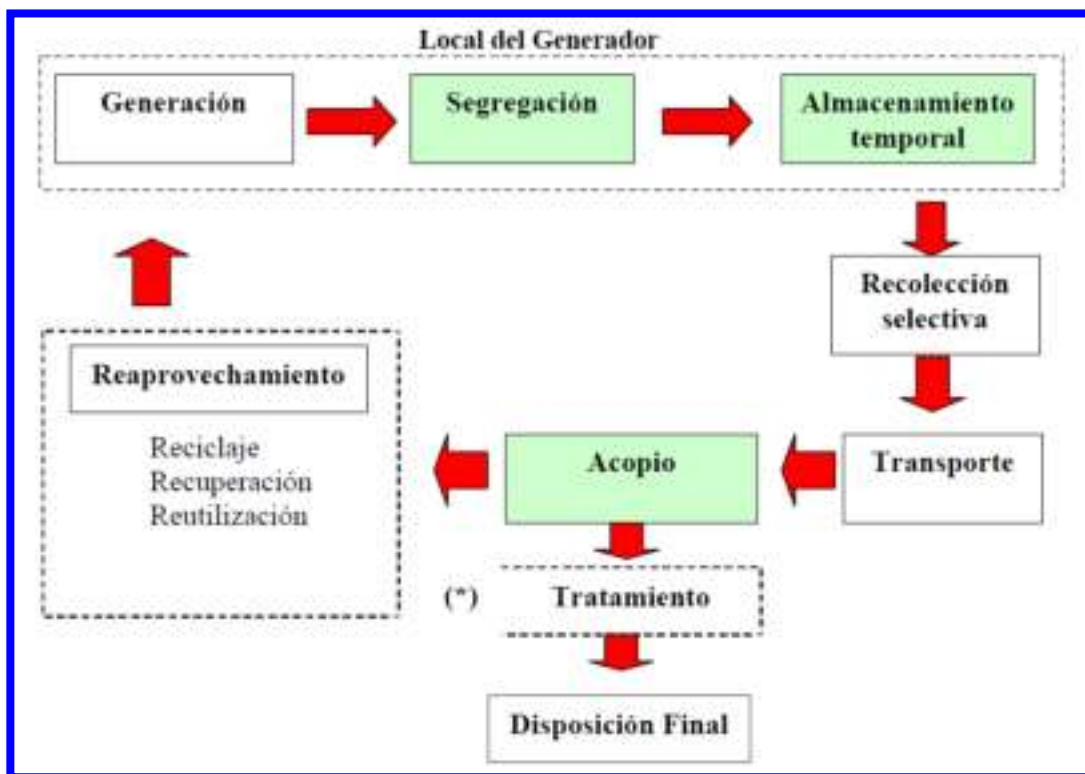 Local del Generador
Generación
Segregación
Almacenamiento
temporal
Recolección
selectiva
Transporte
Acopio
Reaprovechamiento
Reciclaje
Recuperación
Reutilización
(*)
Tratamiento
Disposición Final